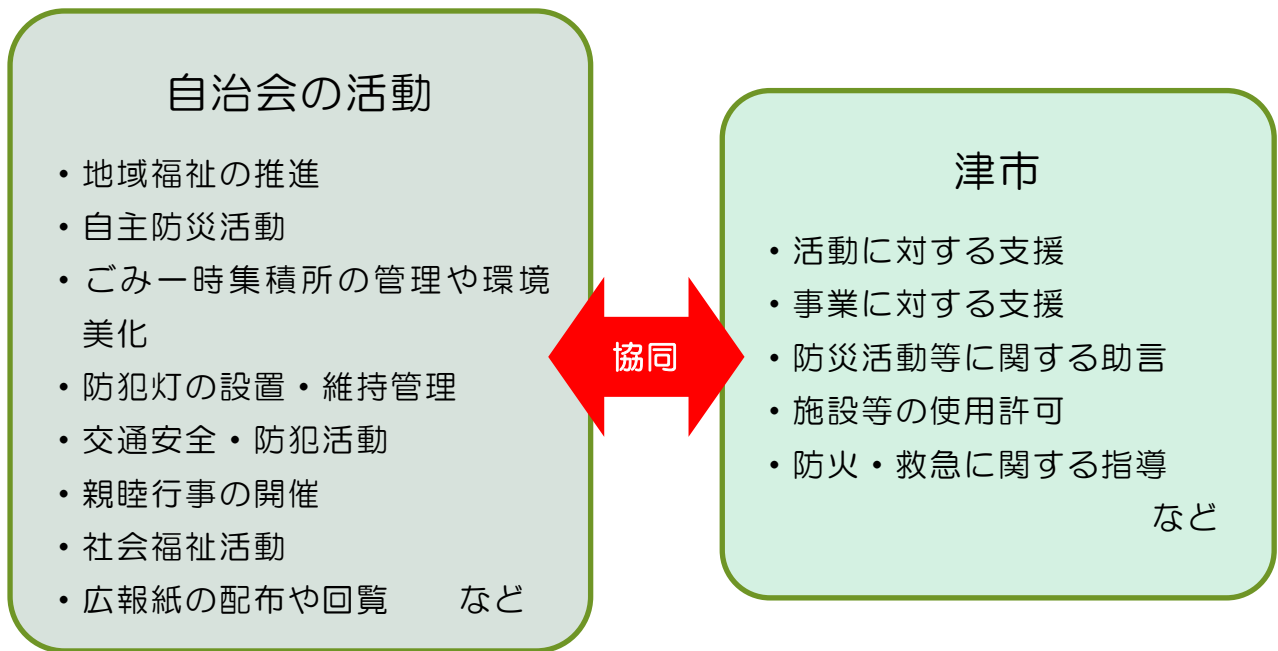 自治会の活動
・地域福祉の推進
・自主防災活動
・ごみ一時集積所の管理や環境
美化
・防犯灯の設置・維持管理
・交通安全・防犯活動
・親睦行事の開催
・社会福祉活動
・広報紙の配布や回覧　　など
協同
津市
・活動に対する支援
・事業に対する支援
・防災活動等に関する助言
・施設等の使用許可
・防火・救急に関する指導
など